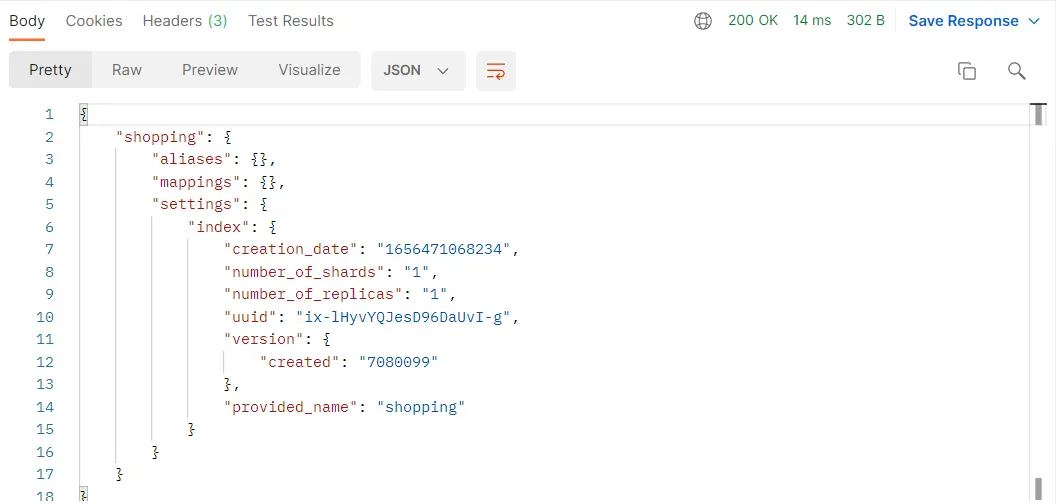 Body Cookies Headers (3) Test Results 200 OK 14 ms 302 B Save Response
Pretty Raw Preview Visualize JSON
1 {
2 "shopping": {
3 "aliases": {},
4 "mappings": {},
5 "settings": {
6 "index": {
7 "creation_date": "1656471068234",
8 "number_of_shards": "1",
9 "number_of_replicas": "1",
10 "uuid": "ix-lHyvYQJesD96DaUvI-g",
11 "version": {
12 "created": "7080099"
13 },
14 "provided_name": "shopping"
15 }
16 }
17 }
18 }